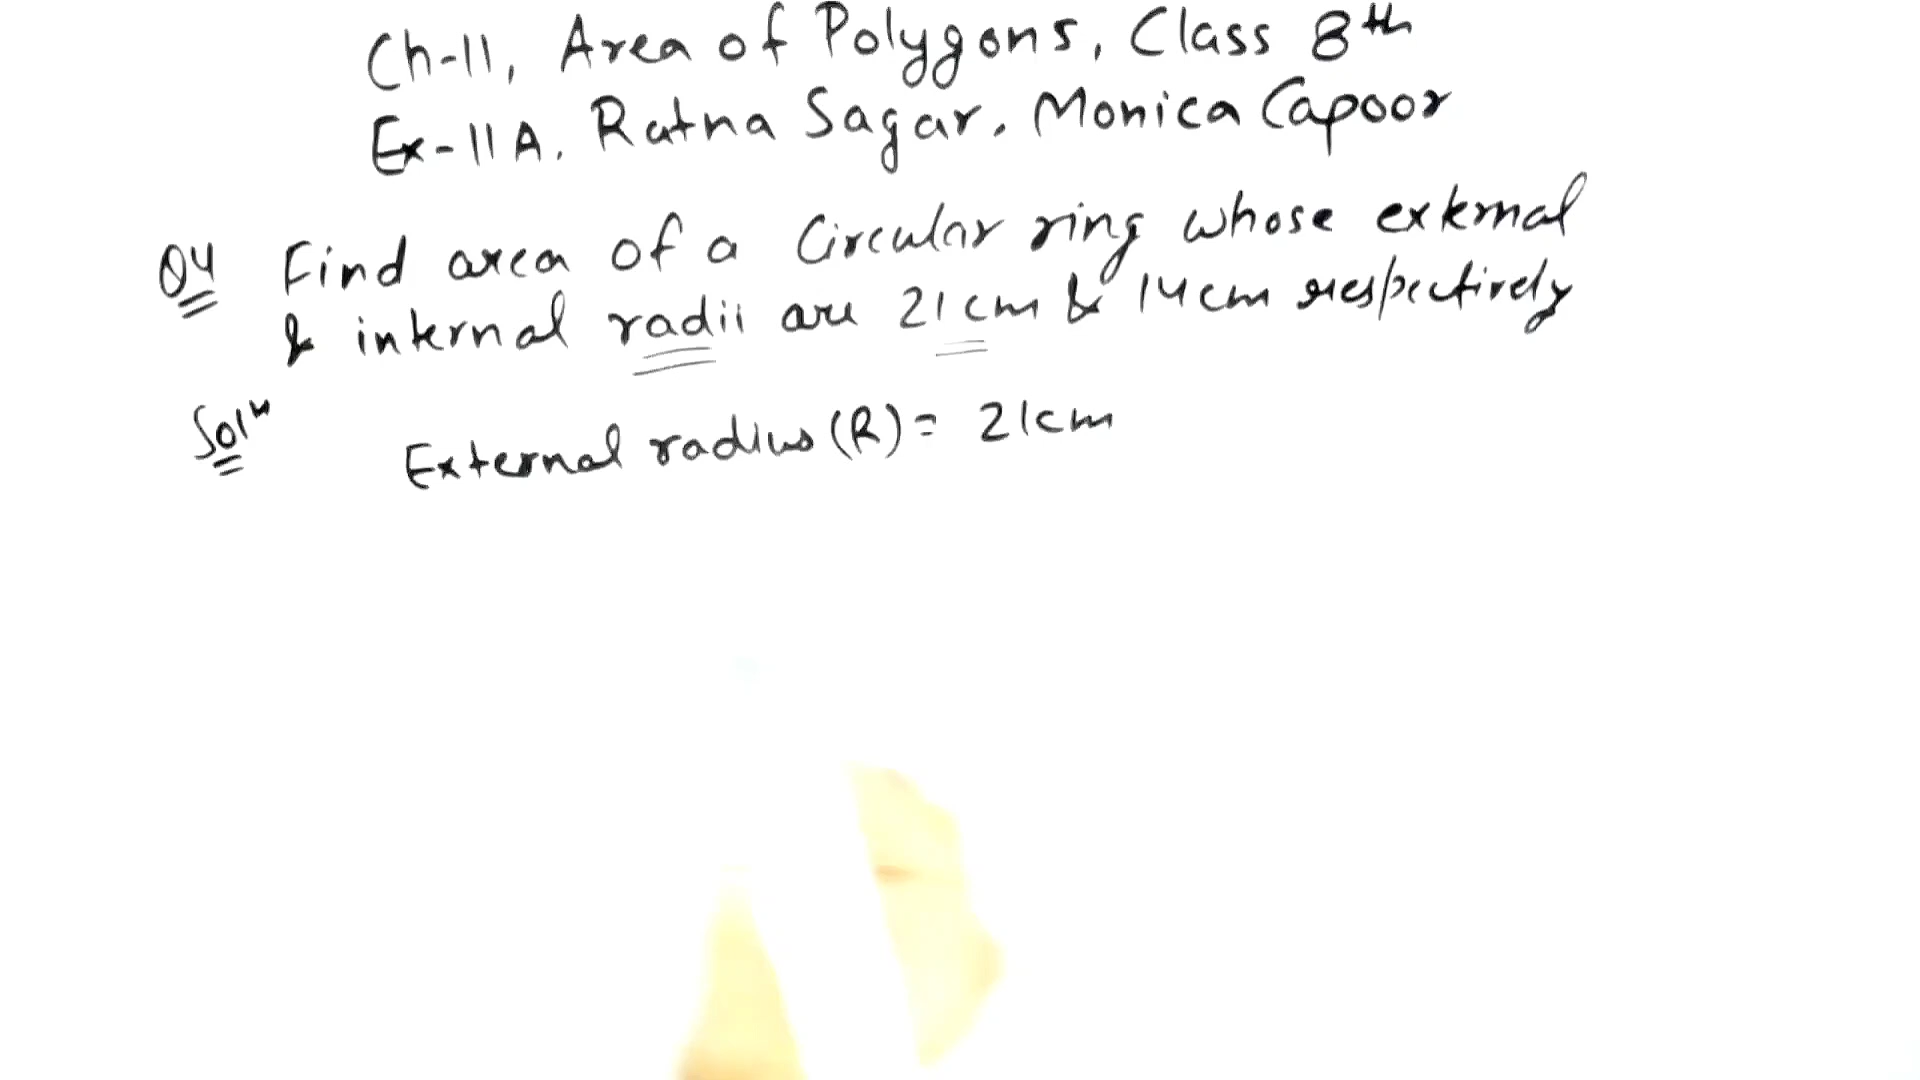 Ch-11, Area of Polygons, Class 8th
Ex-11A. Ratna Sagar. Monica Capoor
Q4 Find area of a Circular ring whose external
& internal radii are 21cm & 14cm respectively
Solⁿ External radius (R) = 21cm